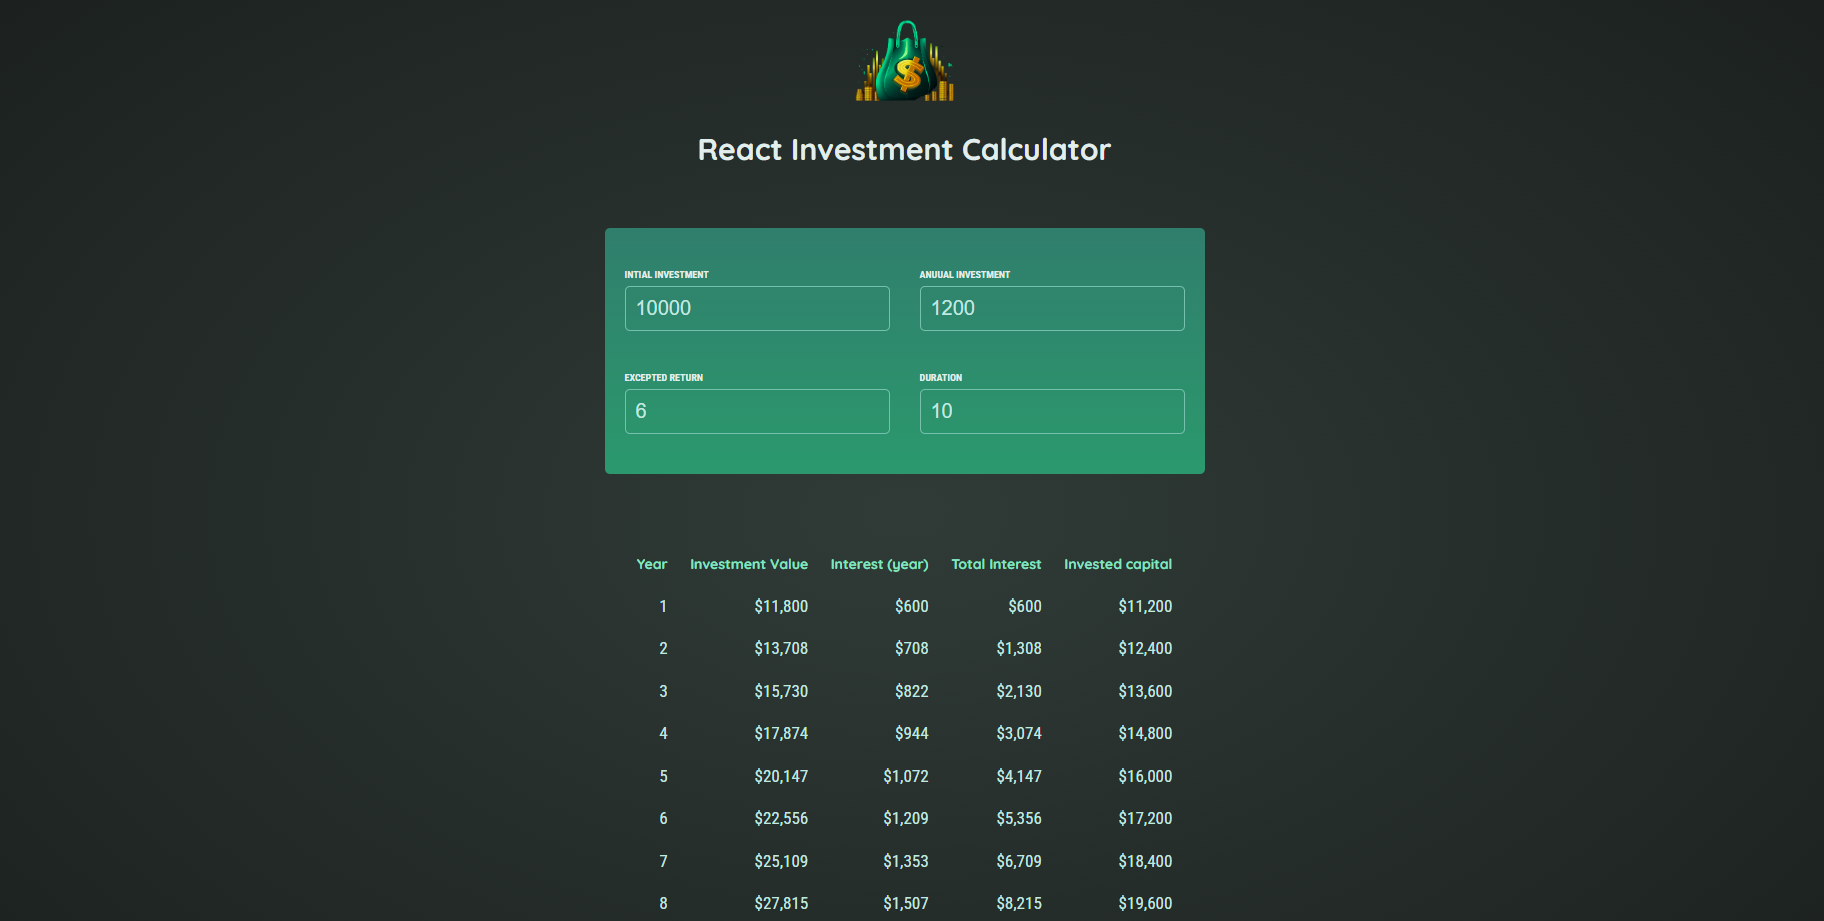 $
React Investment Calculator
INTIAL INVESTMENT ANUUAL INVESTMENT
10000 1200
EXCEPTED RETURN DURATION
6 10
Year Investment Value Interest (year) Total Interest Invested capital
1 $11,800 $600 $600 $11,200
2 $13,708 $708 $1,308 $12,400
3 $15,730 $822 $2,130 $13,600
4 $17,874 $944 $3,074 $14,800
5 $20,147 $1,072 $4,147 $16,000
6 $22,556 $1,209 $5,356 $17,200
7 $25,109 $1,353 $6,709 $18,400
8 $27,815 $1,507 $8,215 $19,600